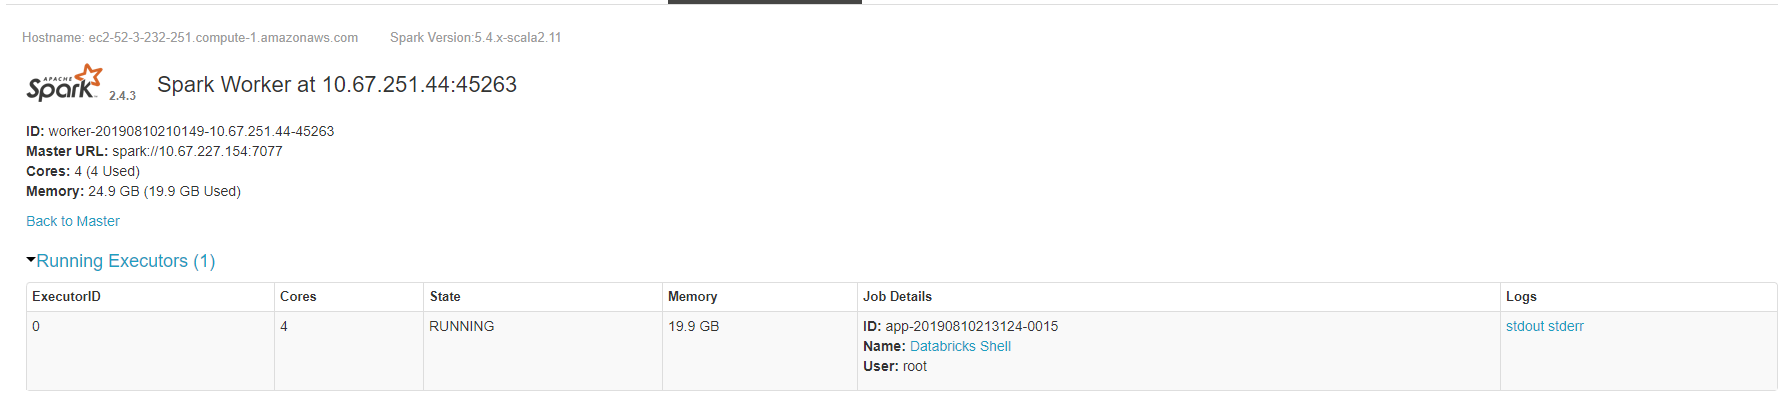 Hostname: ec2-52-3-232-251.compute-1.amazonaws.com Spark Version:5.4.x-scala2.11
APACHE Spark™ 2.4.3 Spark Worker at 10.67.251.44:45263
ID: worker-20190810210149-10.67.251.44-45263
Master URL: spark://10.67.227.154:7077
Cores: 4 (4 Used)
Memory: 24.9 GB (19.9 GB Used)
Back to Master
Running Executors (1)
ExecutorID Cores State Memory Job Details Logs
0 4 RUNNING 19.9 GB ID: app-20190810213124-0015 stdout stderr
Name: Databricks Shell
User: root